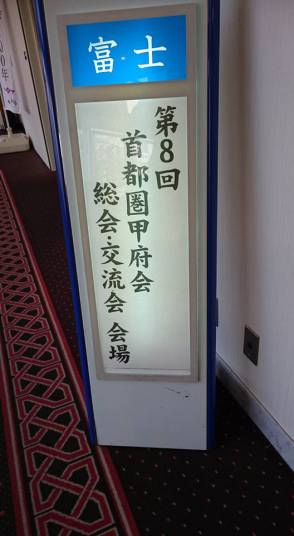 富士
第8回
首都圏甲府会
総会・交流会 会場